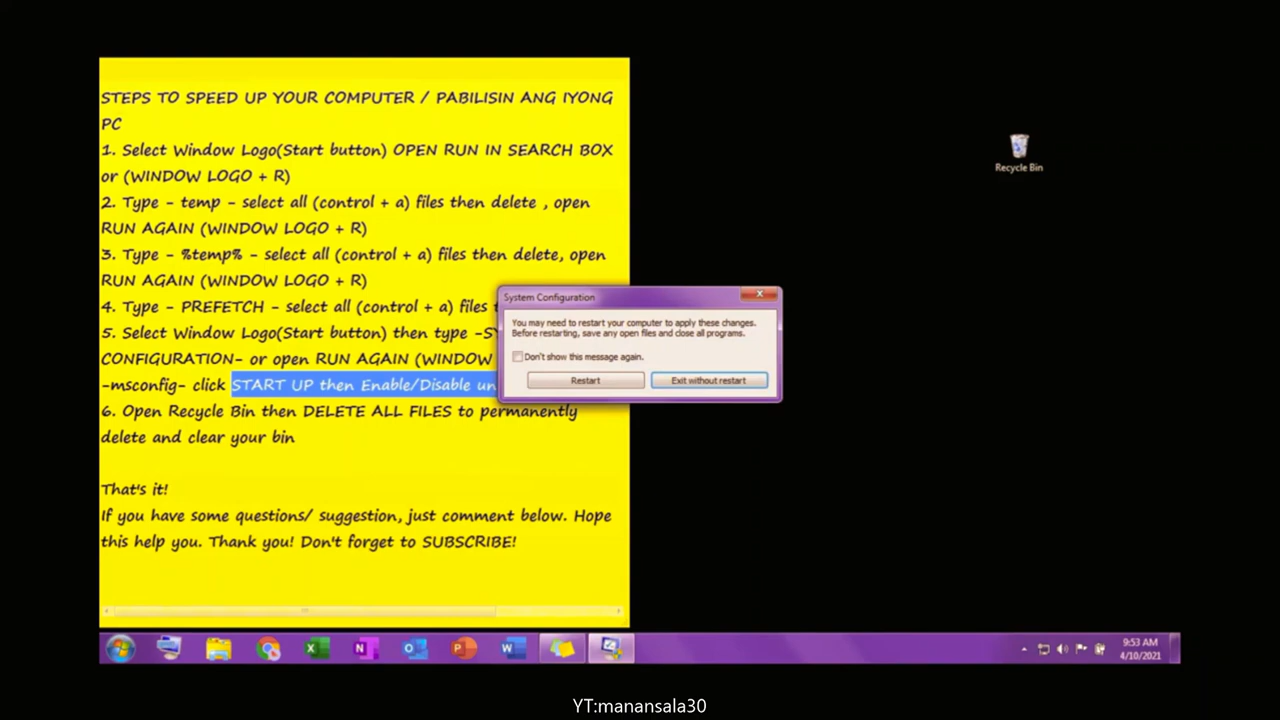 STEPS TO SPEED UP YOUR COMPUTER / PABILISIN ANG IYONG
PC
1. Select Window Logo(Start button) OPEN RUN IN SEARCH BOX
or (WINDOW LOGO + R)
2. Type - temp - select all (control + a) files then delete , open
RUN AGAIN (WINDOW LOGO + R)
3. Type - %temp% - select all (control + a) files then delete, open
RUN AGAIN (WINDOW LOGO + R)
4. Type - PREFETCH - select all (control + a) files
5. Select Window Logo(Start button) then type
CONFIGURATION- or open RUN AGAIN (WINDOW
-msconfig- click START UP then Enable/Disable un
6. Open Recycle Bin then DELETE ALL FILES to permanently
delete and clear your bin
That's it!
If you have some questions/ suggestion, just comment below. Hope
this help you. Thank you! Don't forget to SUBSCRIBE!
Recycle Bin
System Configuration
You may need to restart your computer to apply these changes.
Before restarting, save any open files and close all programs.
Don't show this message again.
Restart
Exit without restart
9:53 AM
4/10/2021
YT:manansala30